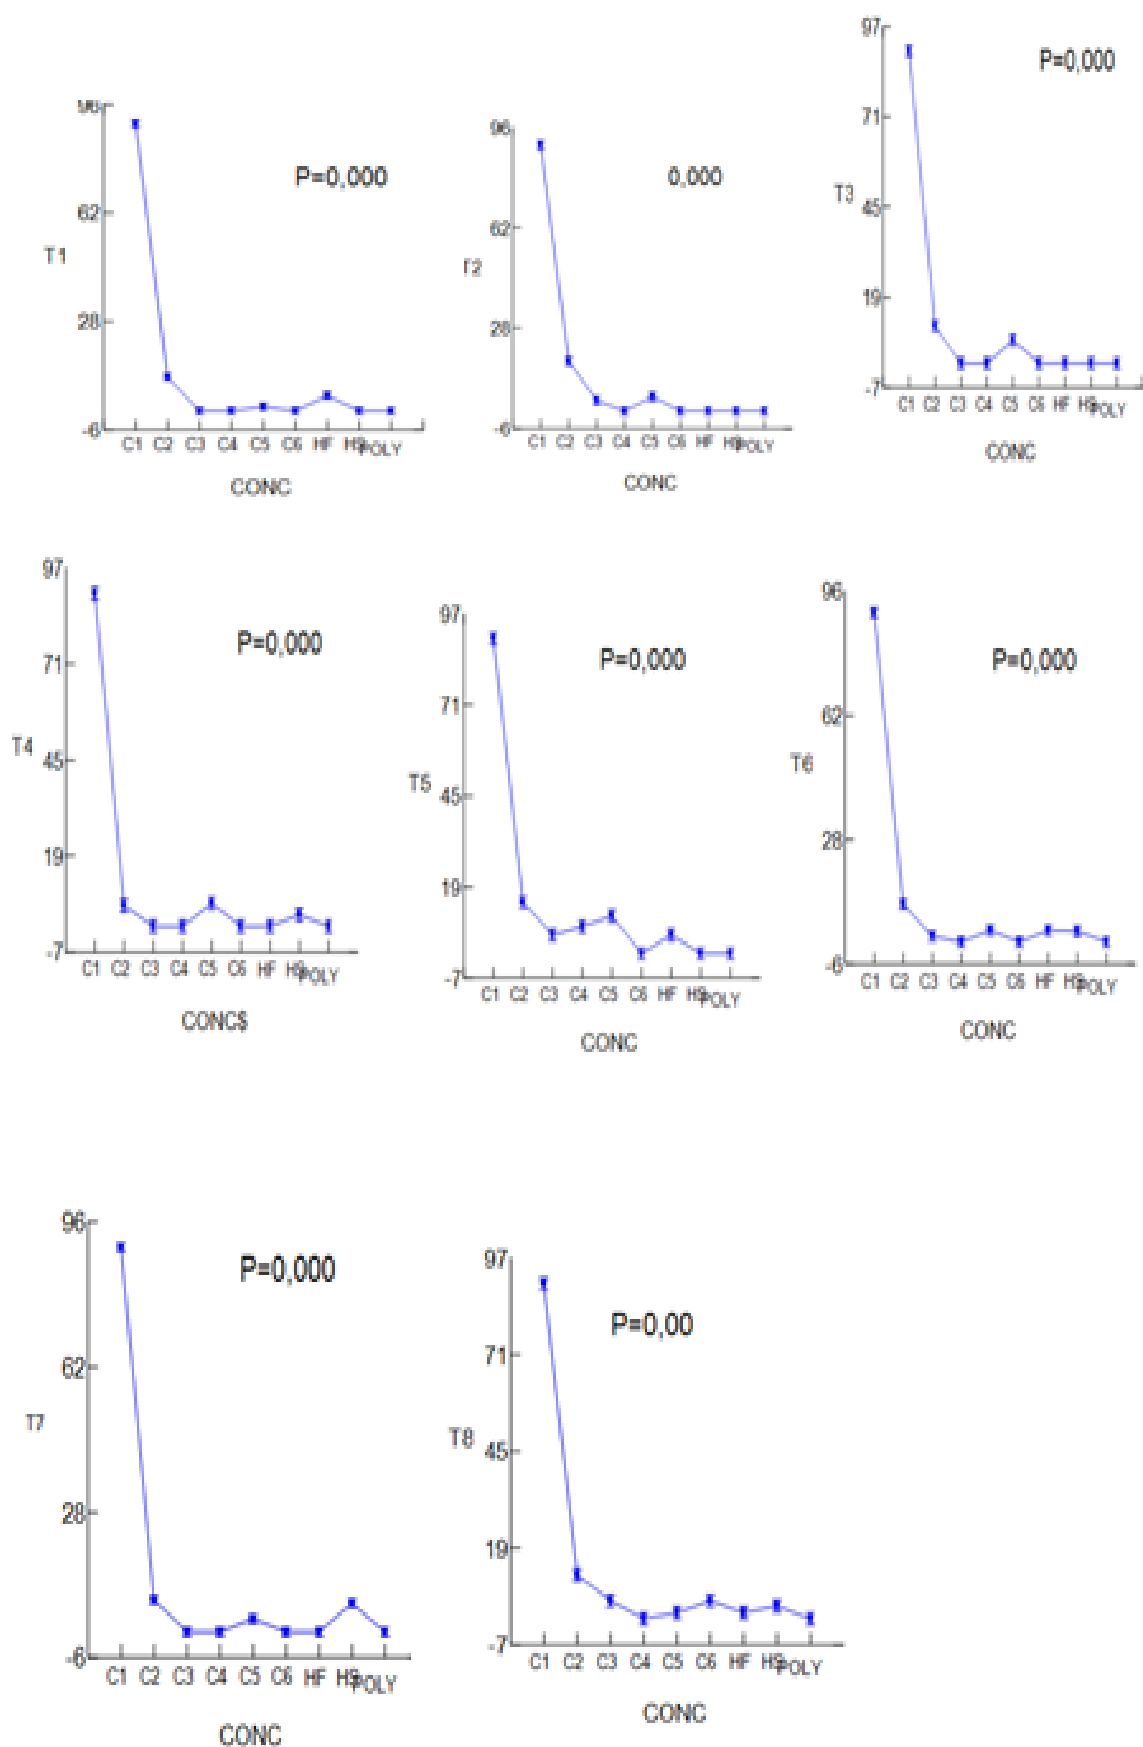 96
P=0,000
62
T1
28
-6
C1 C2 C3 C4 C5 C6 HF HS POLY
CONC
96
0,000
62
T2
28
-6
C1 C2 C3 C4 C5 C6 HF HS POLY
CONC
97
P=0,000
71
T3
45
19
-7
C1 C2 C3 C4 C5 C6 HF HS POLY
CONC
97
P=0,000
71
T4
45
19
-7
C1 C2 C3 C4 C5 C6 HF HS POLY
CONC$
97
P=0,000
71
T5
45
19
-7
C1 C2 C3 C4 C5 C6 HF HS POLY
CONC
96
P=0,000
62
T6
28
-6
C1 C2 C3 C4 C5 C6 HF HS POLY
CONC
96
P=0,000
62
T7
28
-6
C1 C2 C3 C4 C5 C6 HF HS POLY
CONC
97
P=0,00
71
T8
45
19
-7
C1 C2 C3 C4 C5 C6 HF HS POLY
CONC